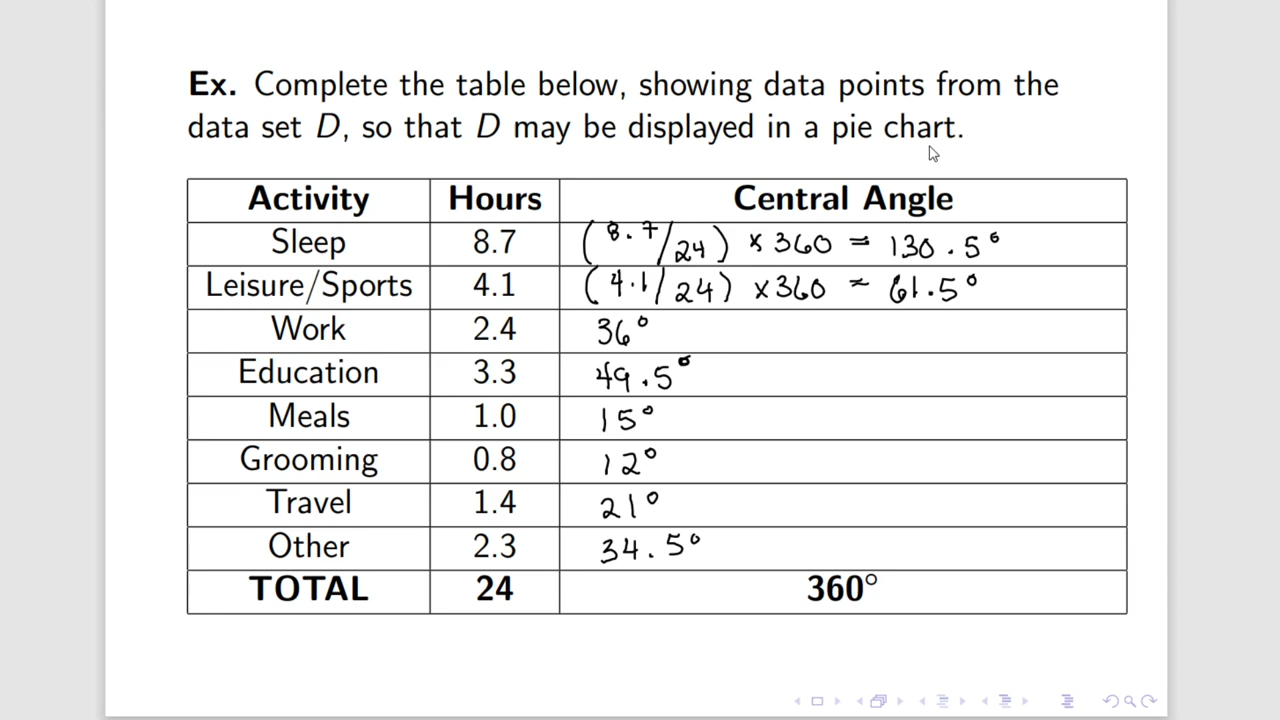 Ex. Complete the table below, showing data points from the
data set D, so that D may be displayed in a pie chart.
Activity Hours Central Angle
Sleep 8.7 (8.7/24) × 360 = 130.5°
Leisure/Sports 4.1 (4.1/24) × 360 = 61.5°
Work 2.4 36°
Education 3.3 49.5°
Meals 1.0 15°
Grooming 0.8 12°
Travel 1.4 21°
Other 2.3 34.5°
TOTAL 24 360°